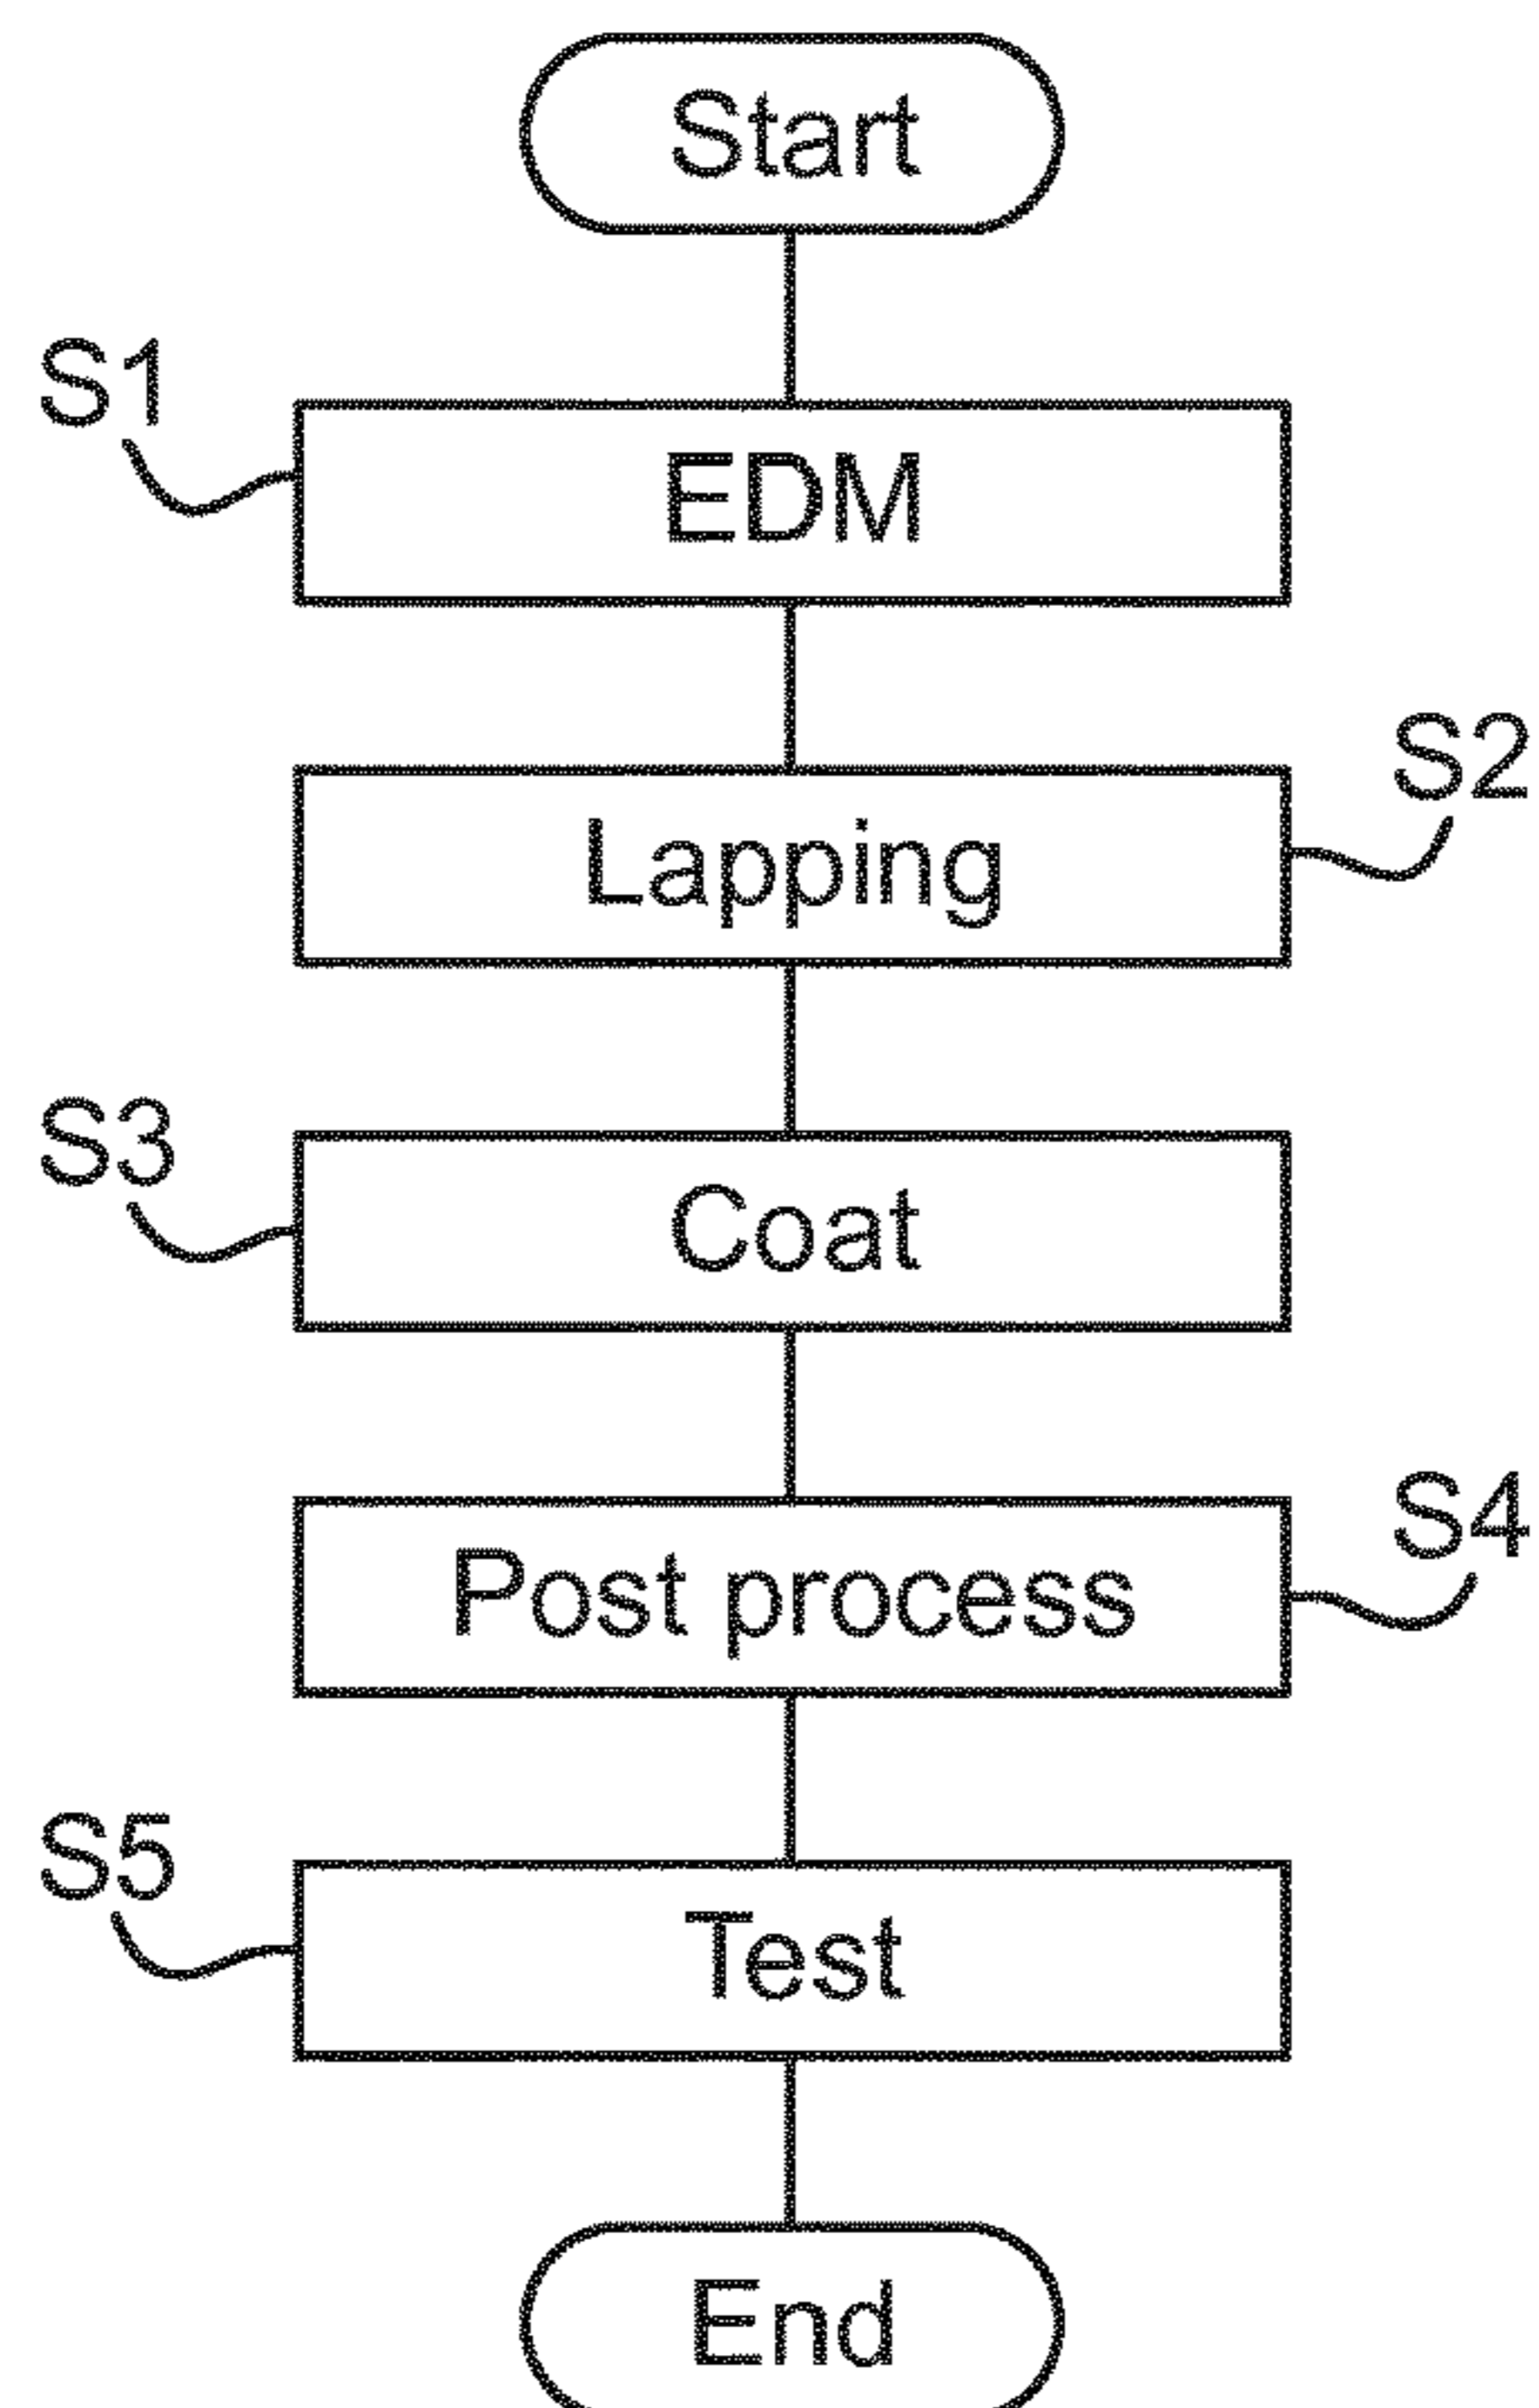 Start
S1
EDM
S2
Lapping
S3
Coat
S4
Post process
S5
Test
End